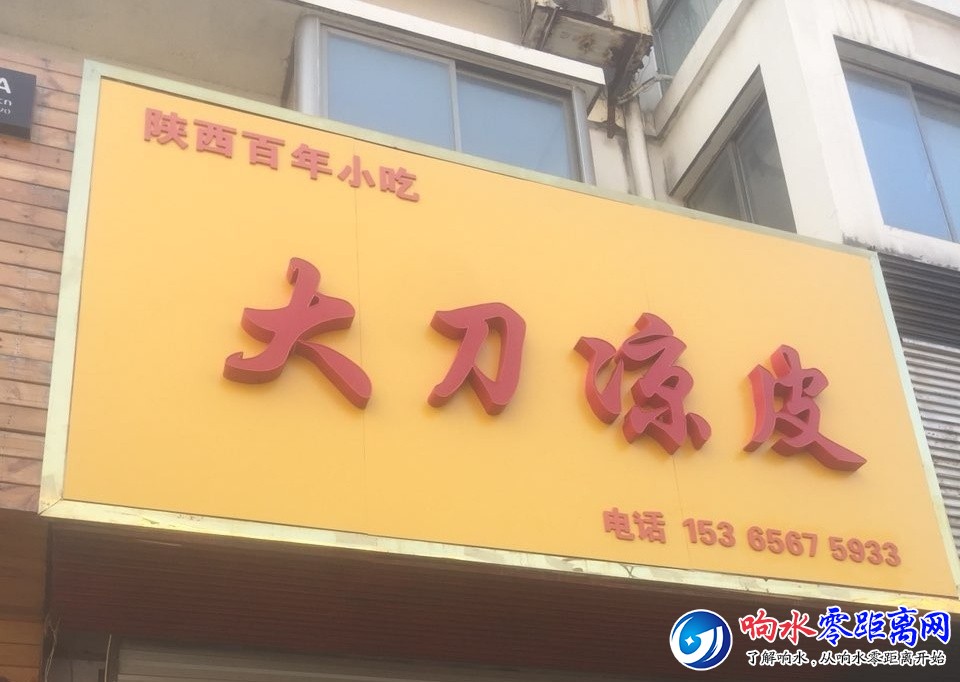 A
cn
陕西百年小吃
大刀凉皮
电话 153 6567 5933
响水零距离网
了解响水，从响水零距离开始